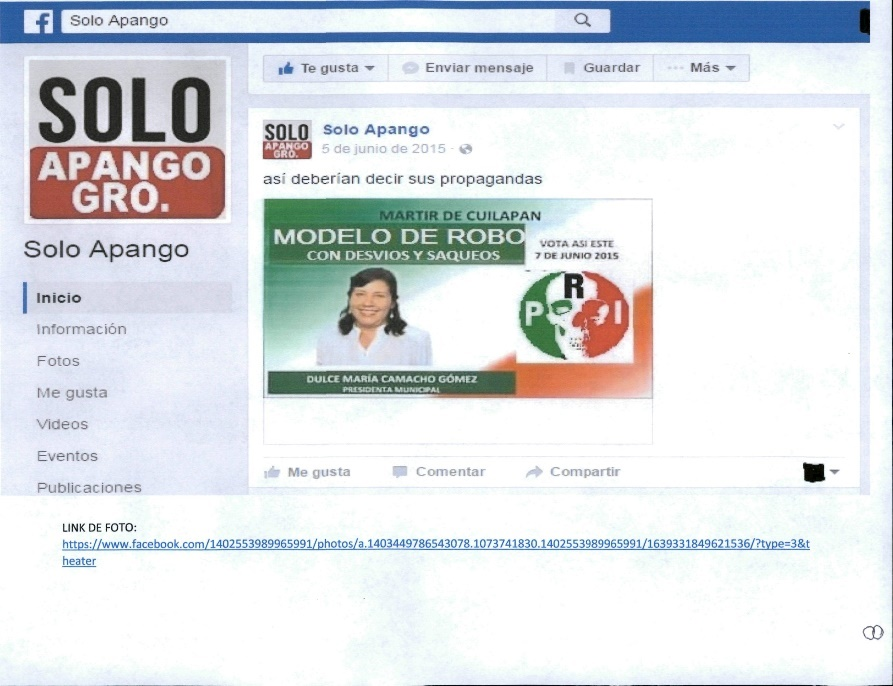 Solo Apango
Te gusta
Enviar mensaje
Guardar
Más
SOLO
APANGO
GRO.
Solo Apango
Inicio
Información
Fotos
Me gusta
Videos
Eventos
Publicaciones
SOLO
APANGO
GRO.
Solo Apango
5 de junio de 2015
así deberían decir sus propagandas
MARTIR DE CUILAPAN
MODELO DE ROBO
CON DESVIOS Y SAQUEOS
VOTA ASI ESTE
7 DE JUNIO 2015
P R I
DULCE MARÍA CAMACHO GÓMEZ
PRESIDENTA MUNICIPAL
Me gusta
Comentar
Compartir
LINK DE FOTO:
https://www.facebook.com/1402553989965991/photos/a.1403449786543078.1073741830.1402553989965991/1639331849621536/?type=3&t
heater